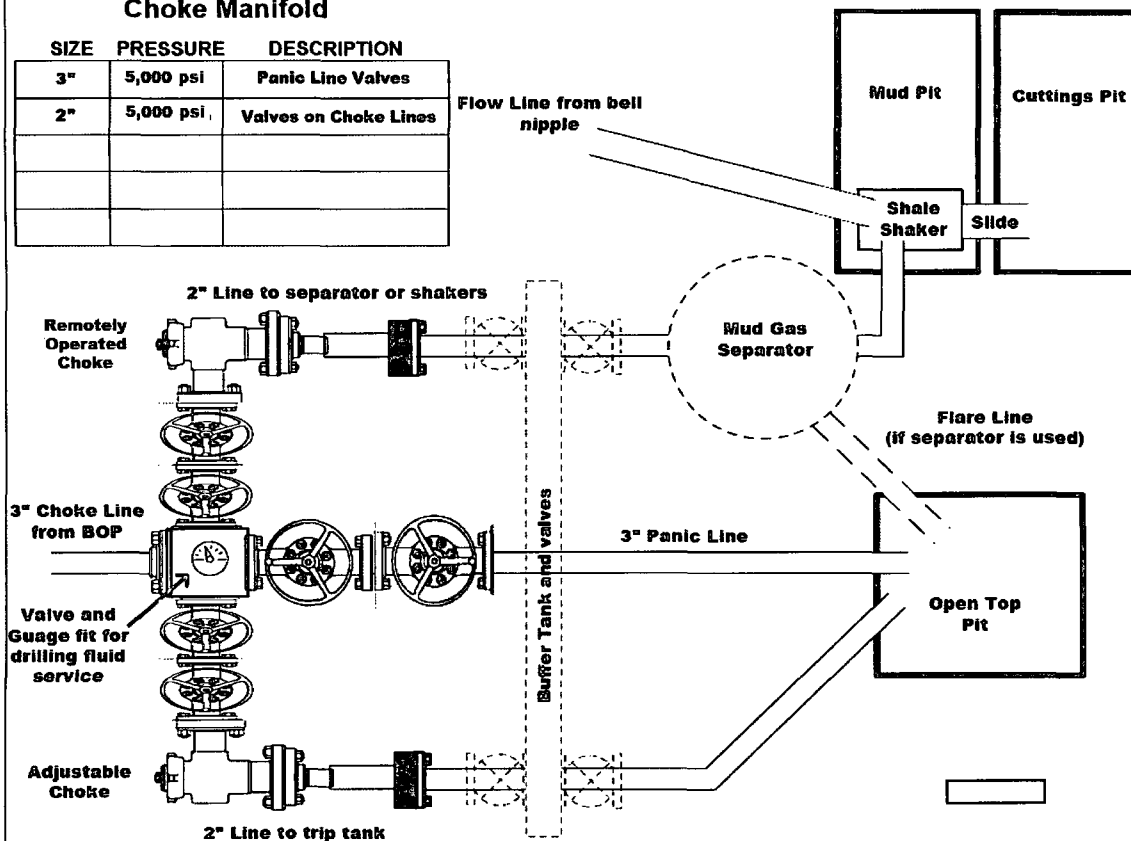 Choke Manifold
SIZE PRESSURE DESCRIPTION
3" 5,000 psi Panic Line Valves
2" 5,000 psi Valves on Choke Lines
Flow Line from bell
nipple
Mud Pit
Cuttings Pit
Shale
Shaker
Slide
2" Line to separator or shakers
Remotely
Operated
Choke
Mud Gas
Separator
Flare Line
(if separator is used)
3" Choke Line
from BOP
3" Panic Line
Buffer Tank and valves
Open Top
Pit
Valve and
Guage fit for
drilling fluid
service
Adjustable
Choke
2" Line to trip tank